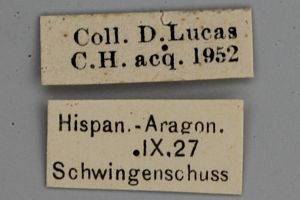 Coll. D. Lucas
C.H. acq. 1952
Hispan.-Aragon.
.IX.27
Schwingenschuss